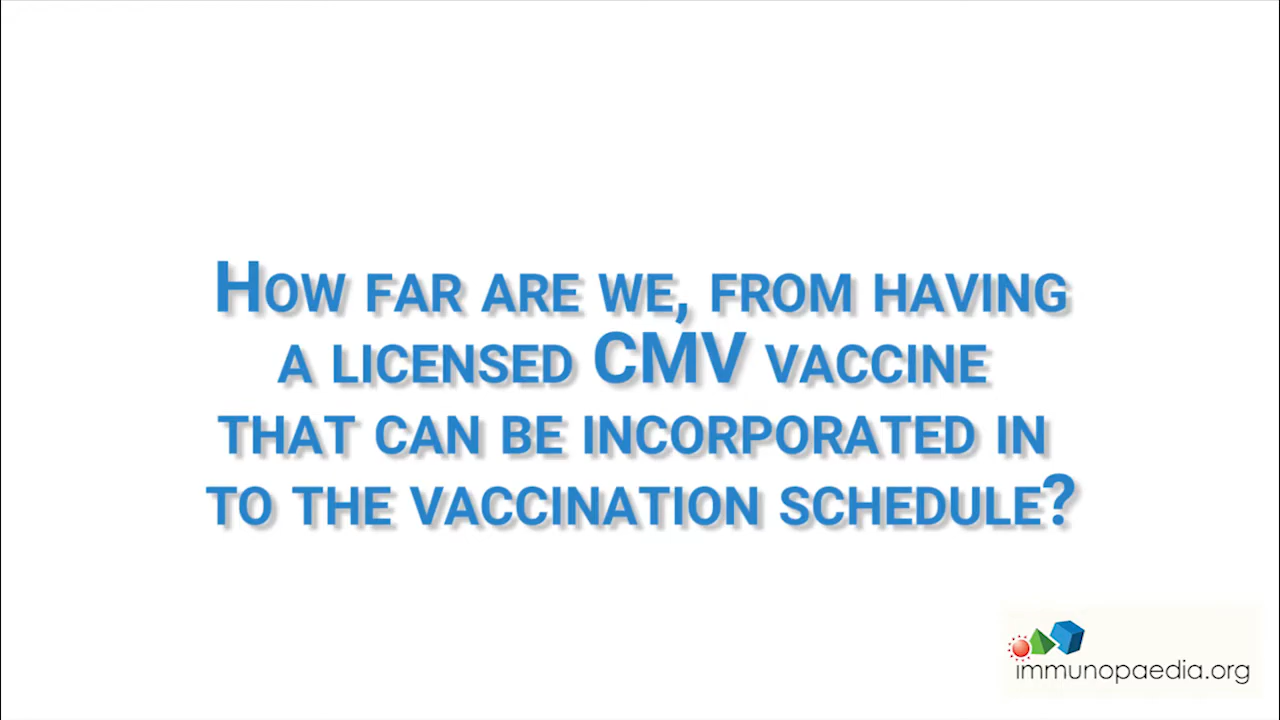 How far are we, from having
a licensed CMV vaccine
that can be incorporated in
to the vaccination schedule?
immunopaedia.org